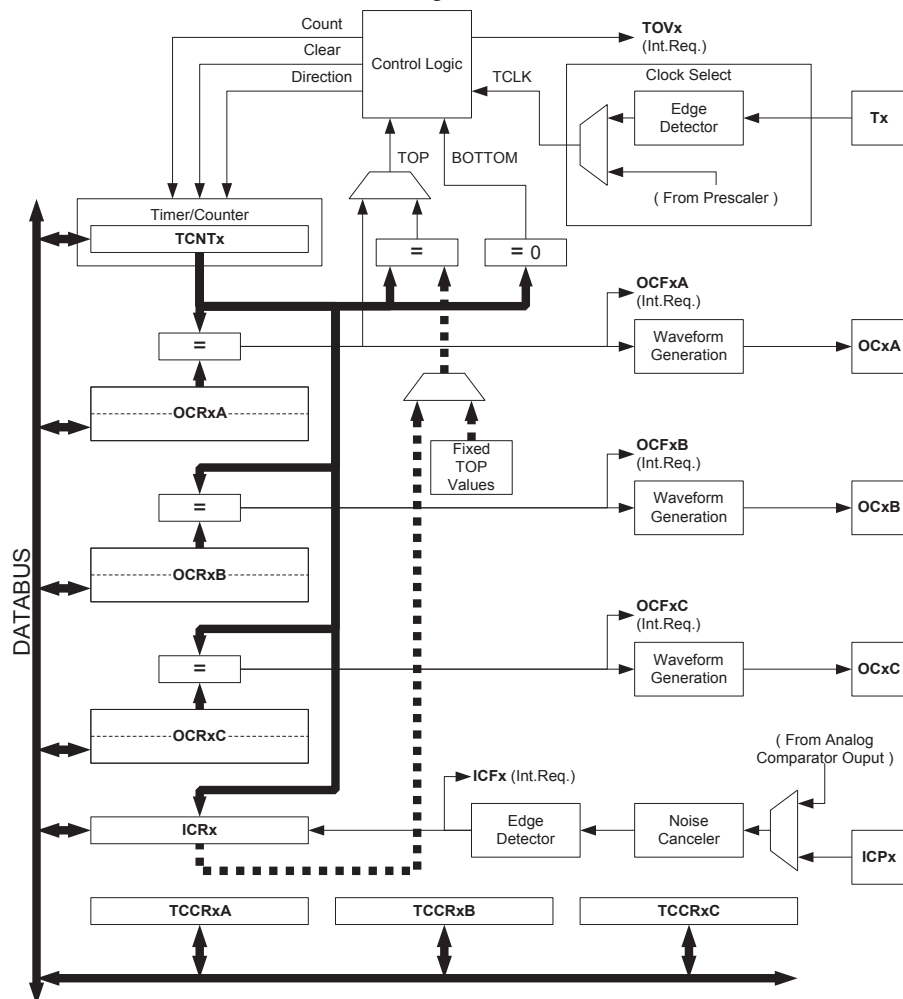 Count
Clear
Direction
Control Logic
TOVx
(Int.Req.)
TCLK
Clock Select
Edge
Detector
Tx
( From Prescaler )
TOP
BOTTOM
Timer/Counter
TCNTx
=
= 0
=
OCRxA
OCFxA
(Int.Req.)
Waveform
Generation
OCxA
Fixed
TOP
Values
=
OCRxB
OCFxB
(Int.Req.)
Waveform
Generation
OCxB
DATABUS
=
OCRxC
OCFxC
(Int.Req.)
Waveform
Generation
OCxC
( From Analog
Comparator Ouput )
ICFx (Int.Req.)
ICRx
Edge
Detector
Noise
Canceler
ICPx
TCCRxA
TCCRxB
TCCRxC